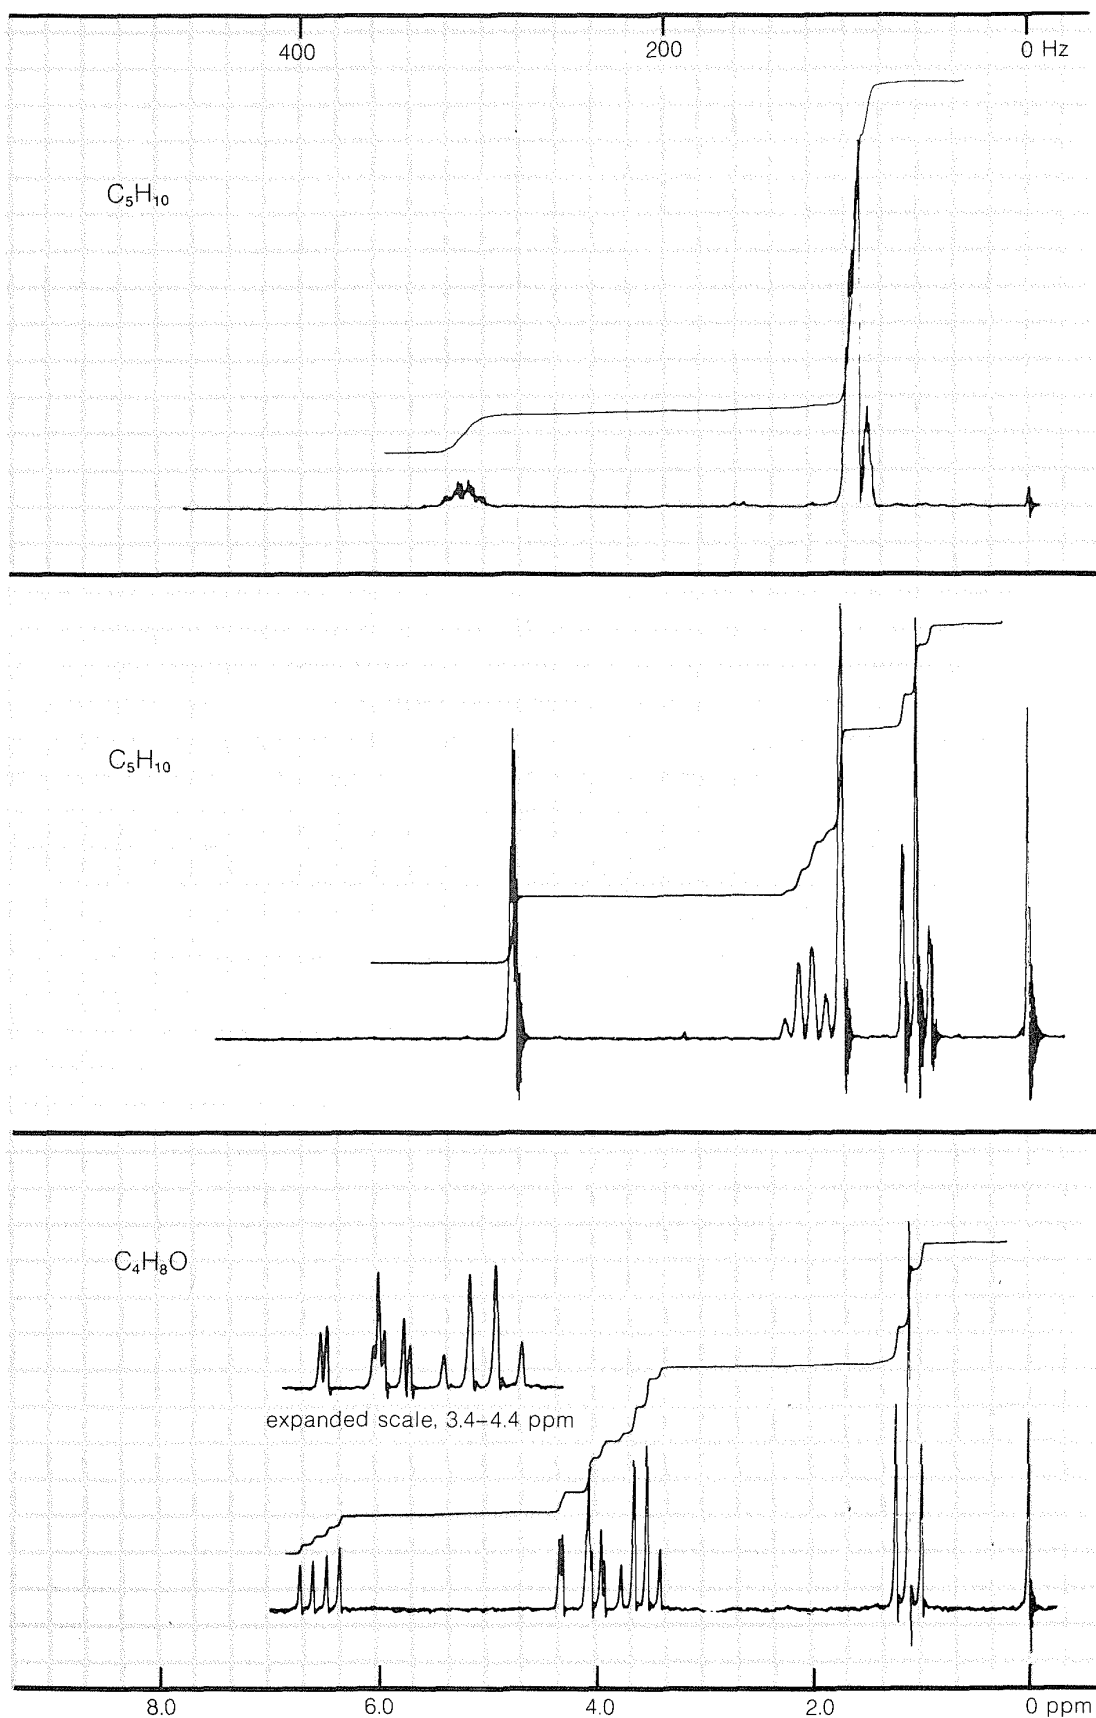 400 200 0 Hz
C₅H₁₀
C₅H₁₀
C₄H₈O
expanded scale, 3.4–4.4 ppm
8.0 6.0 4.0 2.0 0 ppm